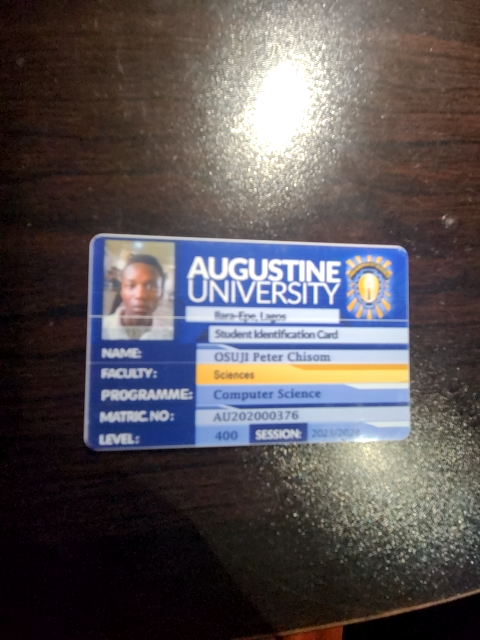 AUGUSTINE
UNIVERSITY
Ilara-Epe, Lagos
Student Identification Card
NAME: OSUJI Peter Chisom
FACULTY: Sciences
PROGRAMME: Computer Science
MATRIC. NO: AU202000376
LEVEL: 400 SESSION: 2023/2024